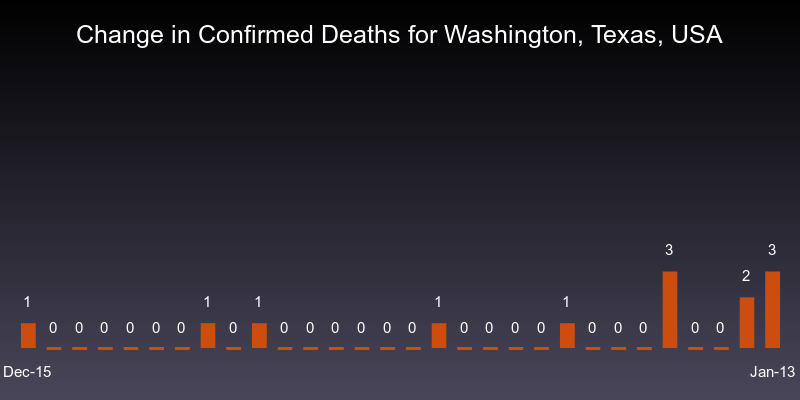 Change in Confirmed Deaths for Washington, Texas, USA
3 3
2
1 1 1 1 1
0 0 0 0 0 0 0 0 0 0 0 0 0 0 0 0 0 0 0 0 0 0
Dec-15 Jan-13